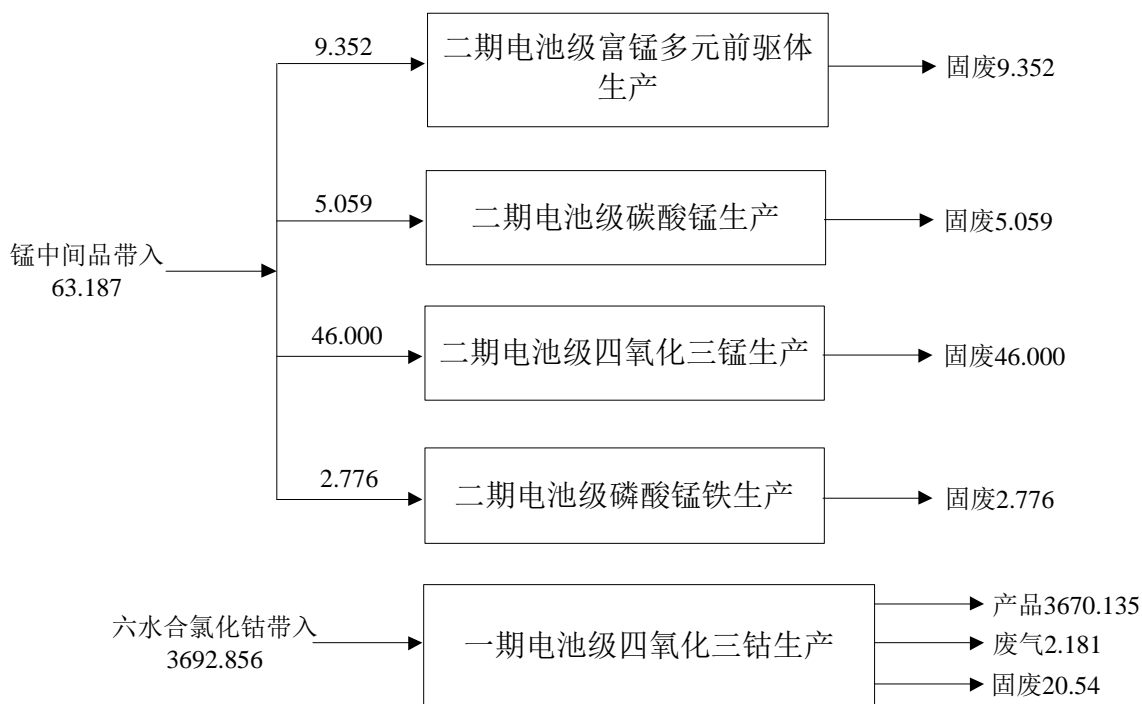 9.352
二期电池级富锰多元前驱体
生产
固废9.352
5.059
二期电池级碳酸锰生产
固废5.059
锰中间品带入
63.187
46.000
二期电池级四氧化三锰生产
固废46.000
2.776
二期电池级磷酸锰铁生产
固废2.776
六水合氯化钴带入
3692.856
一期电池级四氧化三钴生产
产品3670.135
废气2.181
固废20.54